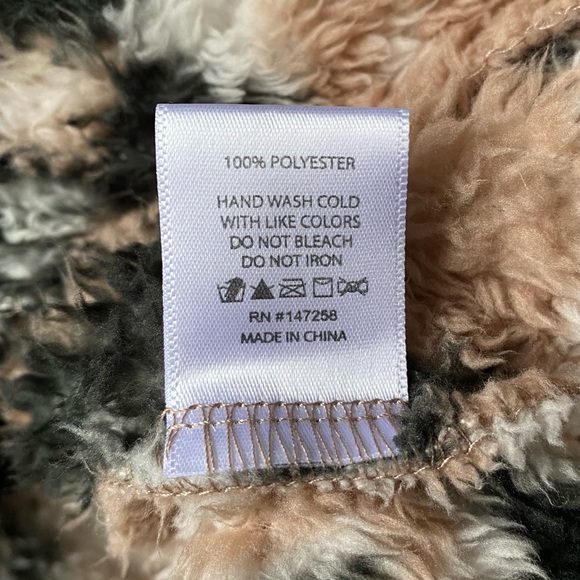 100% POLYESTER
HAND WASH COLD
WITH LIKE COLORS
DO NOT BLEACH
DO NOT IRON
RN #147258
MADE IN CHINA